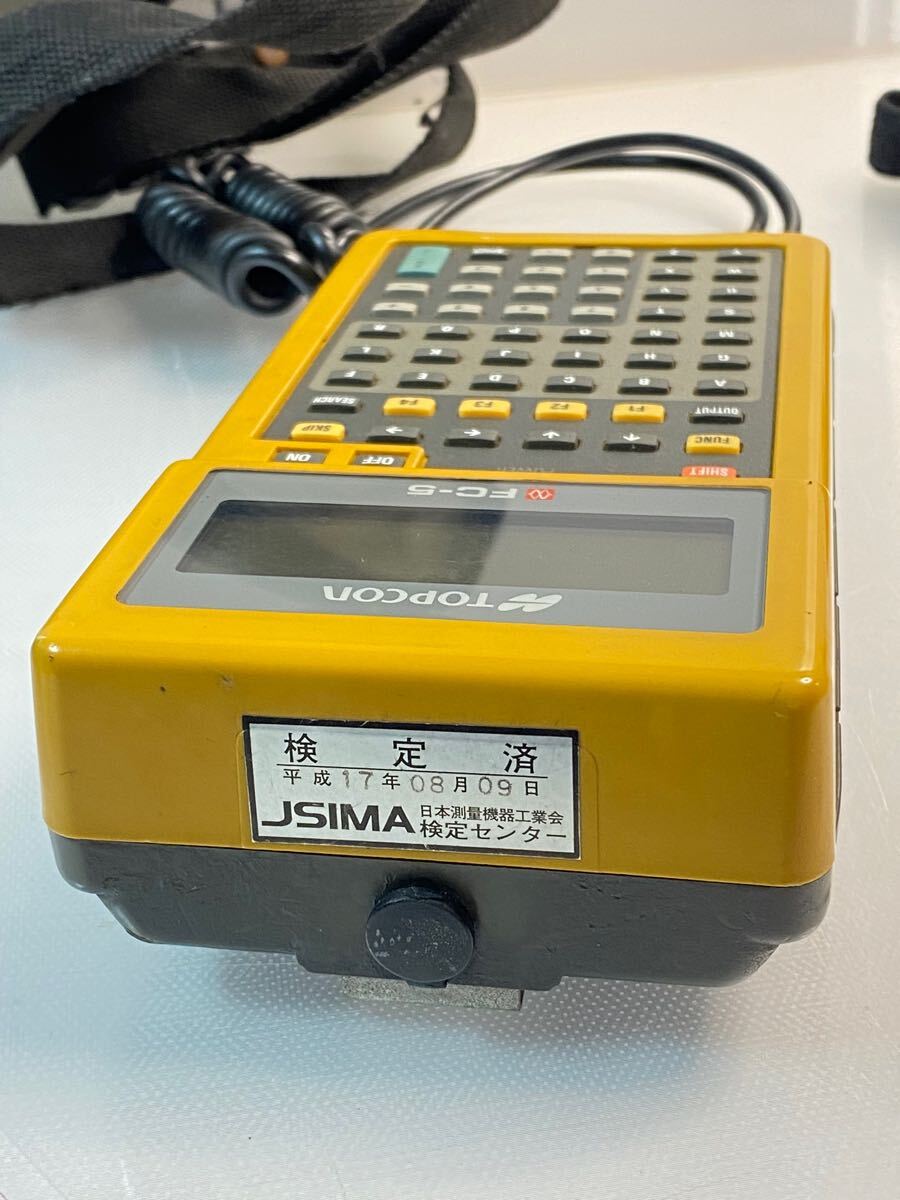 検 定 済
平成 17年 08月 09日
JSIMA 日本測量機器工業会
検定センター
TOPCON
FC-5
ON OFF POWER SHIFT
SKIP FUNC
SEARCH F4 F3 F2 F1 OUTPUT
F E D C B A
L K J I H G
R Q P O N M
T S
V U
X W
Y